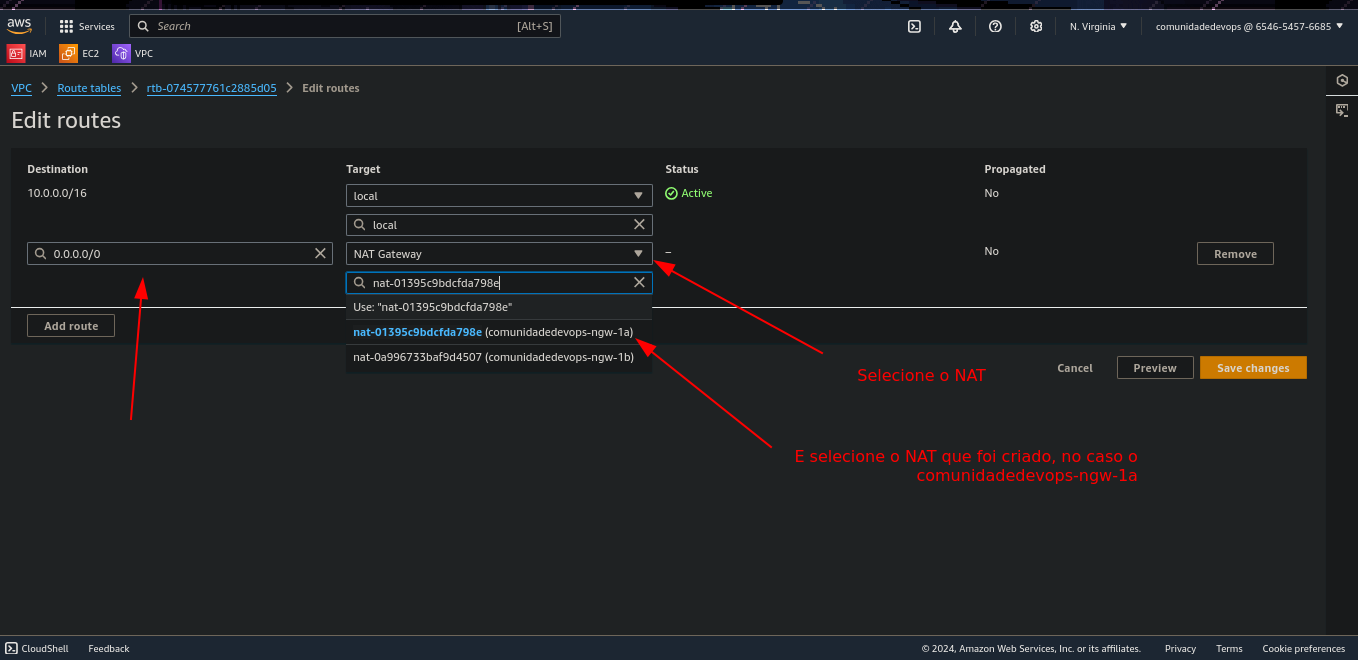 aws
Services
Search
[Alt+S]
N. Virginia
comunidadedevops @ 6546-5457-6685
IAM
EC2
VPC
VPC
Route tables
rtb-074577761c2885d05
Edit routes
Edit routes
Destination
Target
Status
Propagated
10.0.0.0/16
local
Active
No
local
0.0.0.0/0
NAT Gateway
–
No
Remove
nat-01395c9bdcfda798e
Use: "nat-01395c9bdcfda798e"
Add route
nat-01395c9bdcfda798e (comunidadedevops-ngw-1a)
nat-0a996733baf9d4507 (comunidadedevops-ngw-1b)
Cancel
Preview
Save changes
Selecione o NAT
E selecione o NAT que foi criado, no caso o
comunidadedevops-ngw-1a
CloudShell
Feedback
© 2024, Amazon Web Services, Inc. or its affiliates.
Privacy
Terms
Cookie preferences